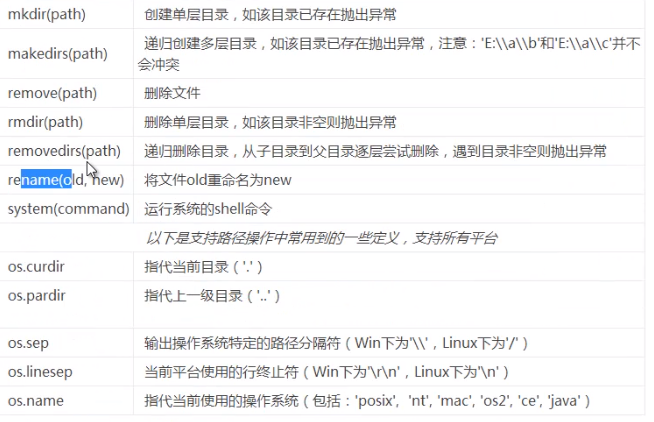 mkdir(path) 创建单层目录，如该目录已存在抛出异常
makedirs(path) 递归创建多层目录，如该目录已存在抛出异常，注意：'E:\\a\\b'和'E:\\a\\c'并不
会冲突
remove(path) 删除文件
rmdir(path) 删除单层目录，如该目录非空则抛出异常
removedirs(path) 递归删除目录，从子目录到父目录逐层尝试删除，遇到目录非空则抛出异常
rename(old, new) 将文件old重命名为new
system(command) 运行系统的shell命令
以下是支持路径操作中常用到的一些定义，支持所有平台
os.curdir 指代当前目录（'.'）
os.pardir 指代上一级目录（'..'）
os.sep 输出操作系统特定的路径分隔符（Win下为'\\'，Linux下为'/'）
os.linesep 当前平台使用的行终止符（Win下为'\r\n'，Linux下为'\n'）
os.name 指代当前使用的操作系统（包括：'posix', 'nt', 'mac', 'os2', 'ce', 'java'）